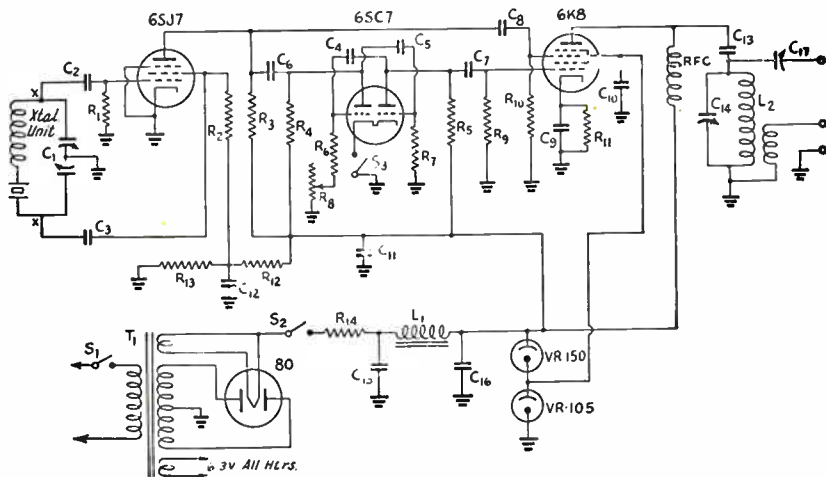 6SJ7
6SC7
6K8
C8
C4
C5
C13
C17
C2
C6
C7
RFC
X
Xtal
Unit
R1
R2
R3
R4
R5
R10
C10
C14
L2
C1
R6
R9
C9
R11
S3
R7
R8
X
C3
C11
R13
R12
C12
S2
R14
L1
T1
S1
80
C15
C16
VR150
VR-105
6 3V All Htrs.